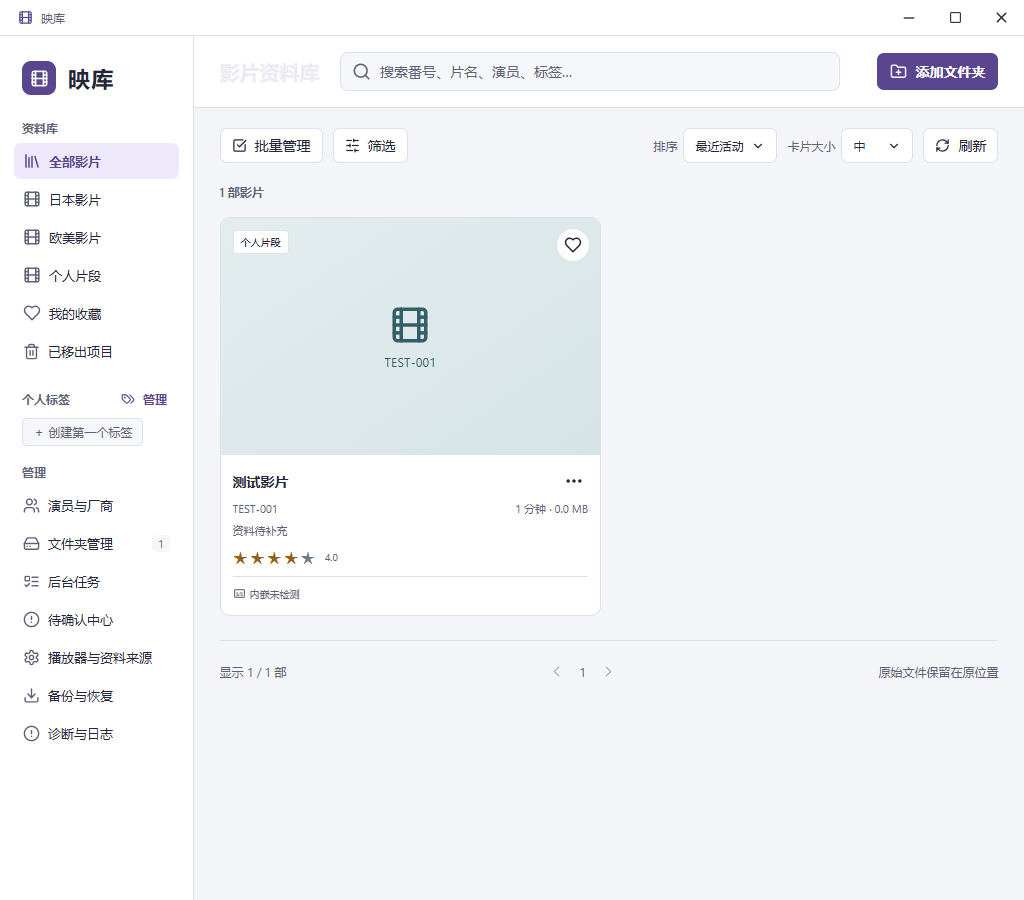 映库
映库
资料库
全部影片
日本影片
欧美影片
个人片段
我的收藏
已移出项目
个人标签 管理
+ 创建第一个标签
管理
演员与厂商
文件夹管理 1
后台任务
待确认中心
播放器与资料来源
备份与恢复
诊断与日志
影片资料库 搜索番号、片名、演员、标签... 添加文件夹
批量管理 筛选 排序 最近活动 卡片大小 中 刷新
1 部影片
个人片段
TEST-001
测试影片
TEST-001 1 分钟 · 0.0 MB
资料待补充
4.0
内嵌未检测
显示 1 / 1 部 1 原始文件保留在原位置